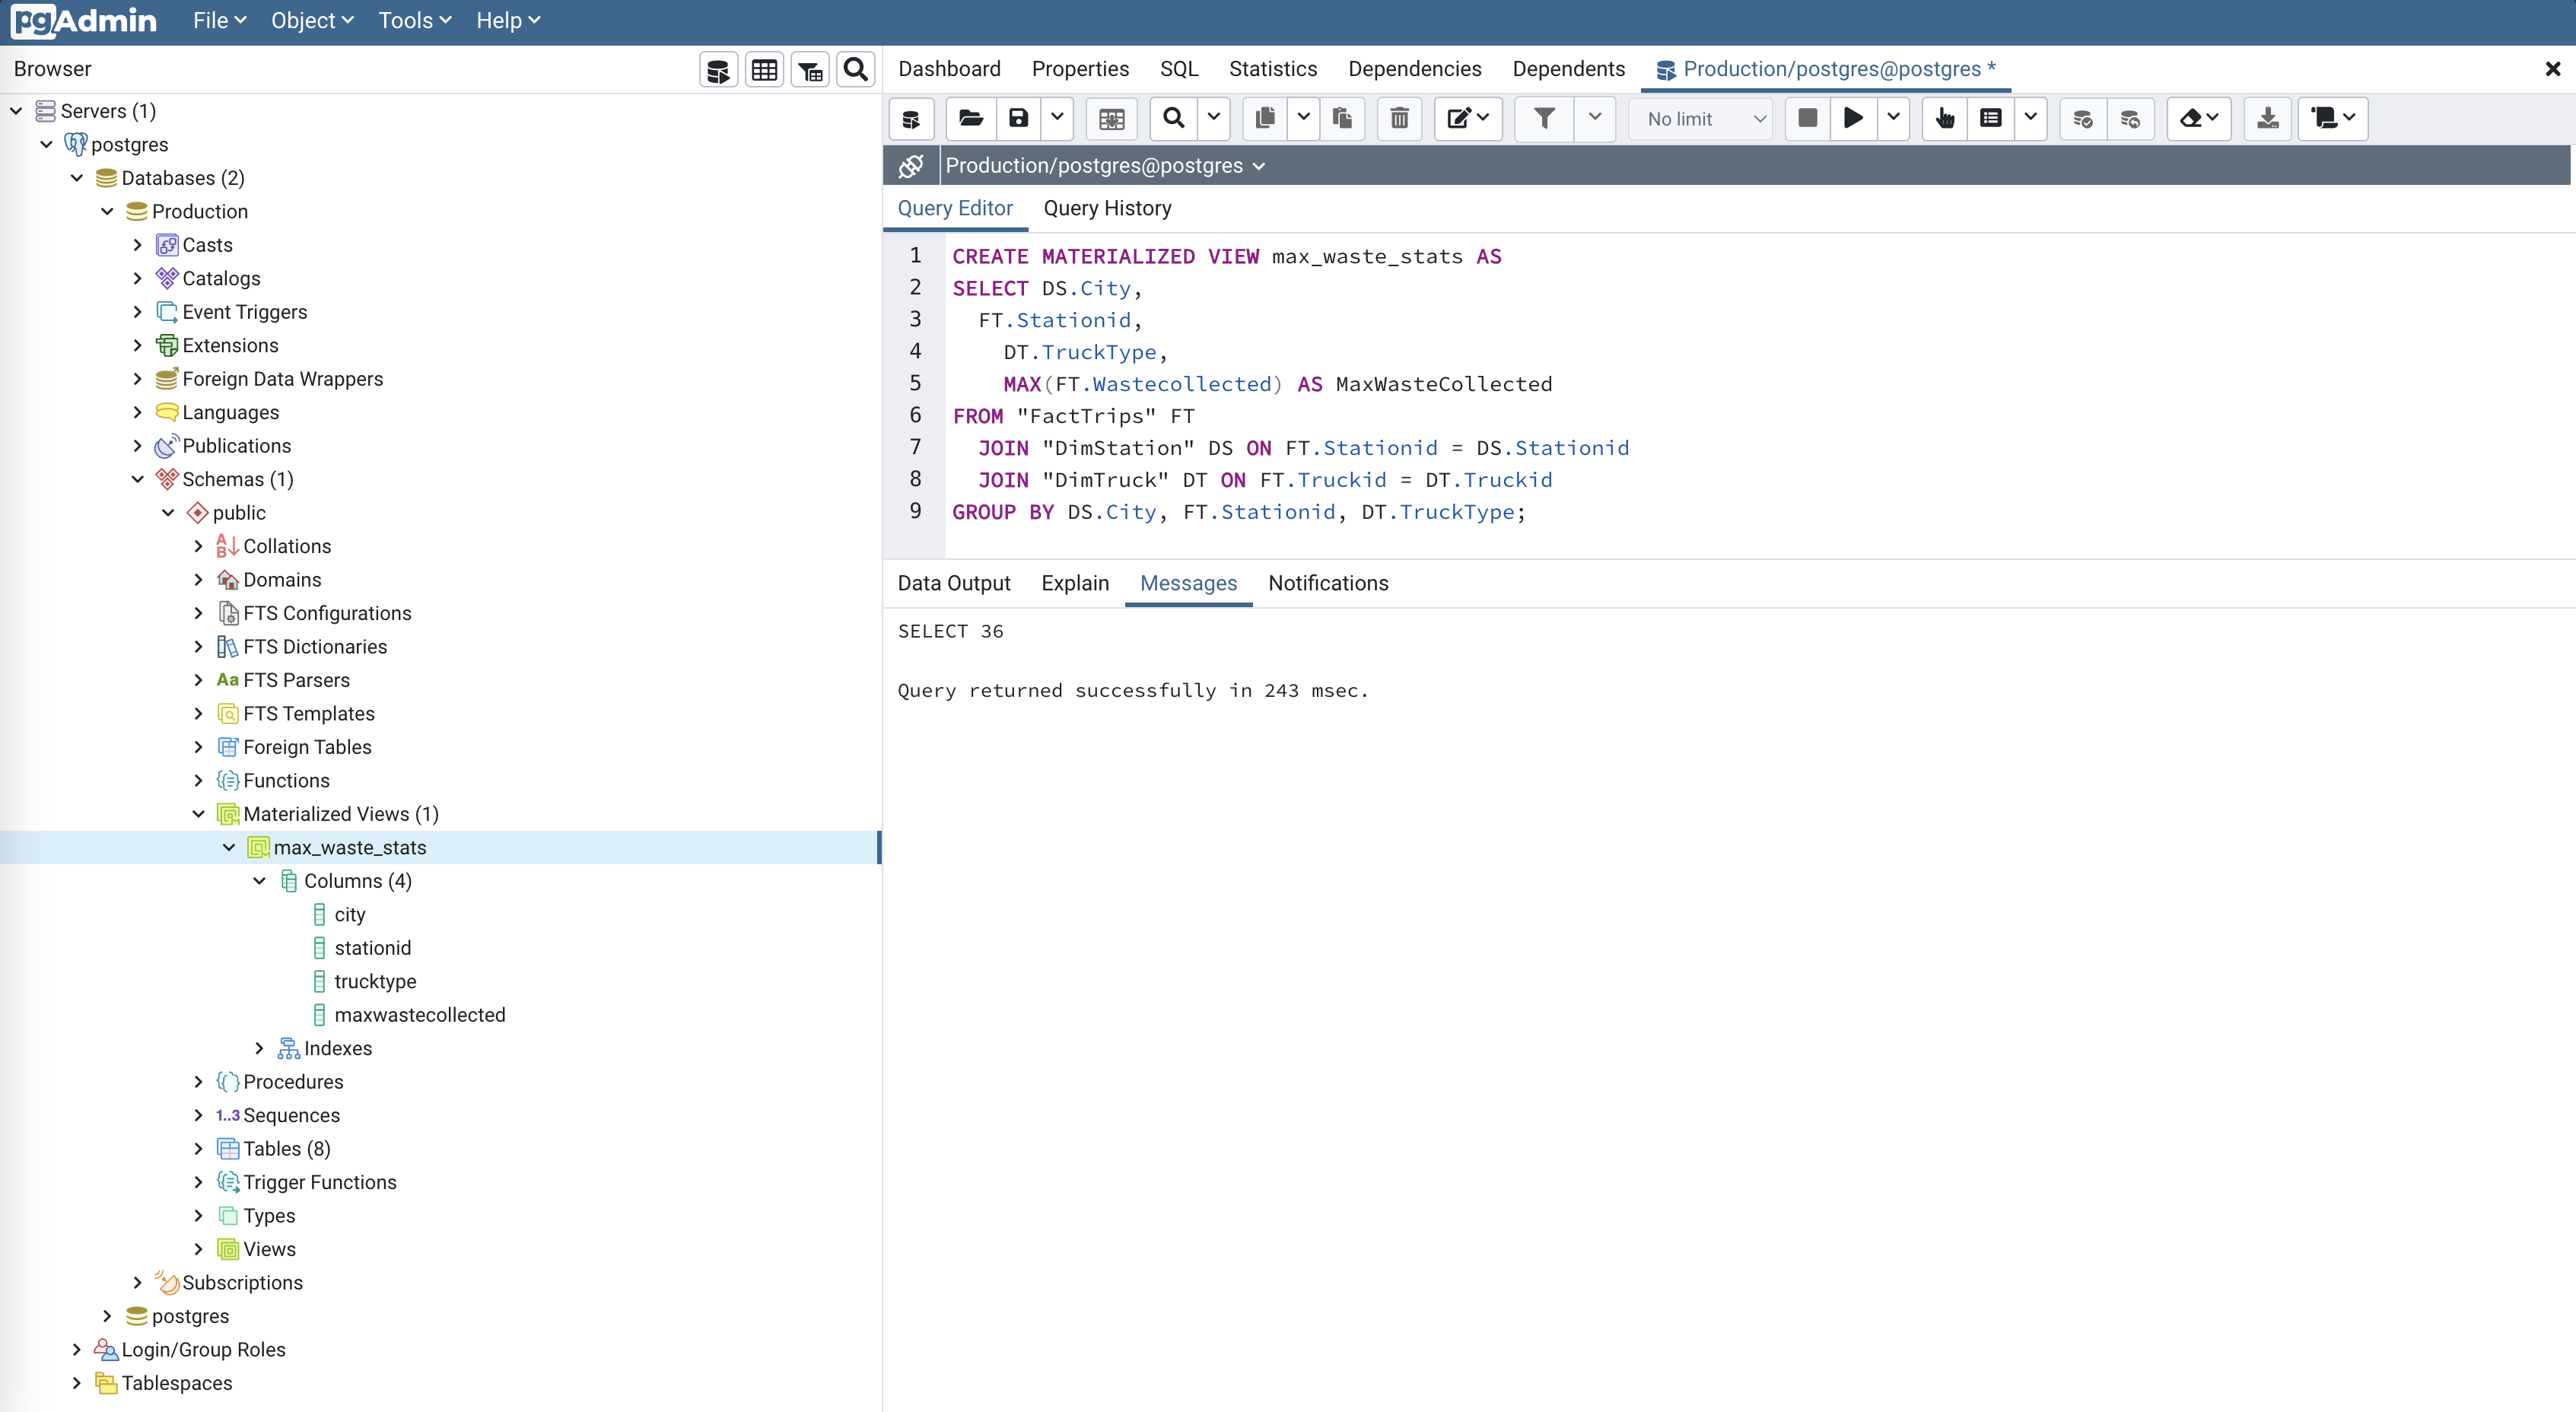 pgAdmin File Object Tools Help
Browser
Dashboard Properties SQL Statistics Dependencies Dependents Production/postgres@postgres *
Servers (1)
postgres
Databases (2)
Production
Casts
Catalogs
Event Triggers
Extensions
Foreign Data Wrappers
Languages
Publications
Schemas (1)
public
Collations
Domains
FTS Configurations
FTS Dictionaries
Aa FTS Parsers
FTS Templates
Foreign Tables
Functions
Materialized Views (1)
max_waste_stats
Columns (4)
city
stationid
trucktype
maxwastecollected
Indexes
Procedures
1..3 Sequences
Tables (8)
Trigger Functions
Types
Views
Subscriptions
postgres
Login/Group Roles
Tablespaces
No limit
Production/postgres@postgres
Query Editor Query History
1 CREATE MATERIALIZED VIEW max_waste_stats AS
2 SELECT DS.City,
3 FT.Stationid,
4 DT.TruckType,
5 MAX(FT.Wastecollected) AS MaxWasteCollected
6 FROM "FactTrips" FT
7 JOIN "DimStation" DS ON FT.Stationid = DS.Stationid
8 JOIN "DimTruck" DT ON FT.Truckid = DT.Truckid
9 GROUP BY DS.City, FT.Stationid, DT.TruckType;
Data Output Explain Messages Notifications
SELECT 36
Query returned successfully in 243 msec.